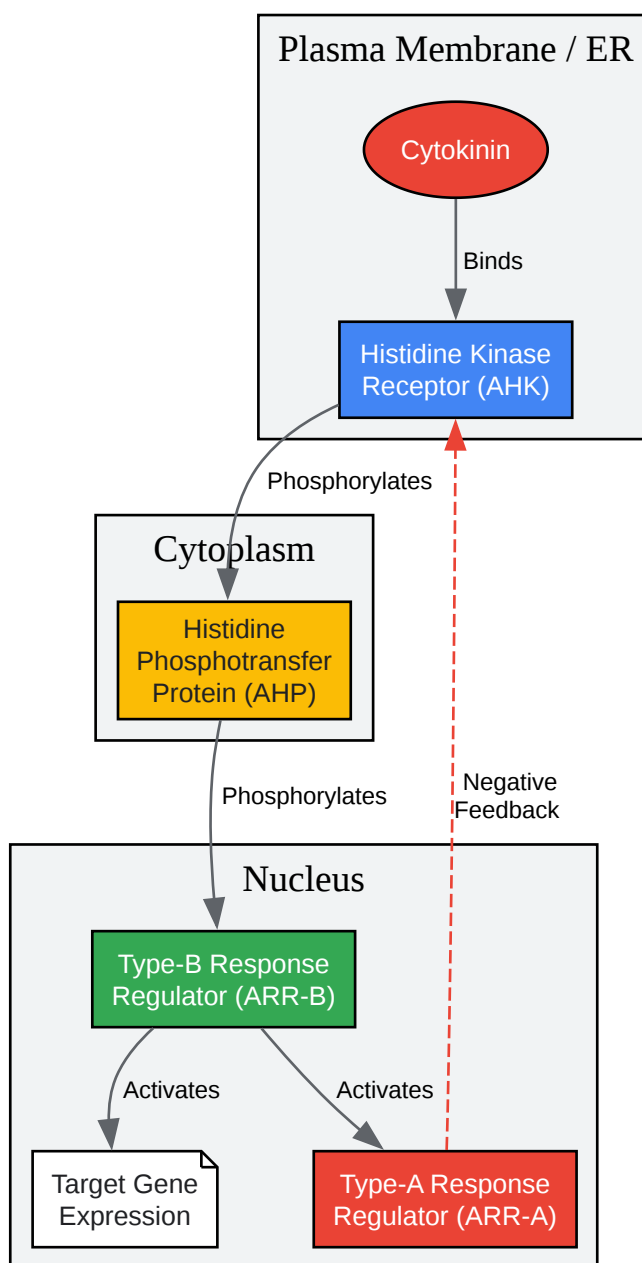 Plasma Membrane / ER
Cytokinin
Binds
Histidine Kinase
Receptor (AHK)
Phosphorylates
Cytoplasm
Histidine
Phosphotransfer
Protein (AHP)
Phosphorylates
Negative
Feedback
Nucleus
Type-B Response
Regulator (ARR-B)
Activates
Activates
Target Gene
Expression
Type-A Response
Regulator (ARR-A)